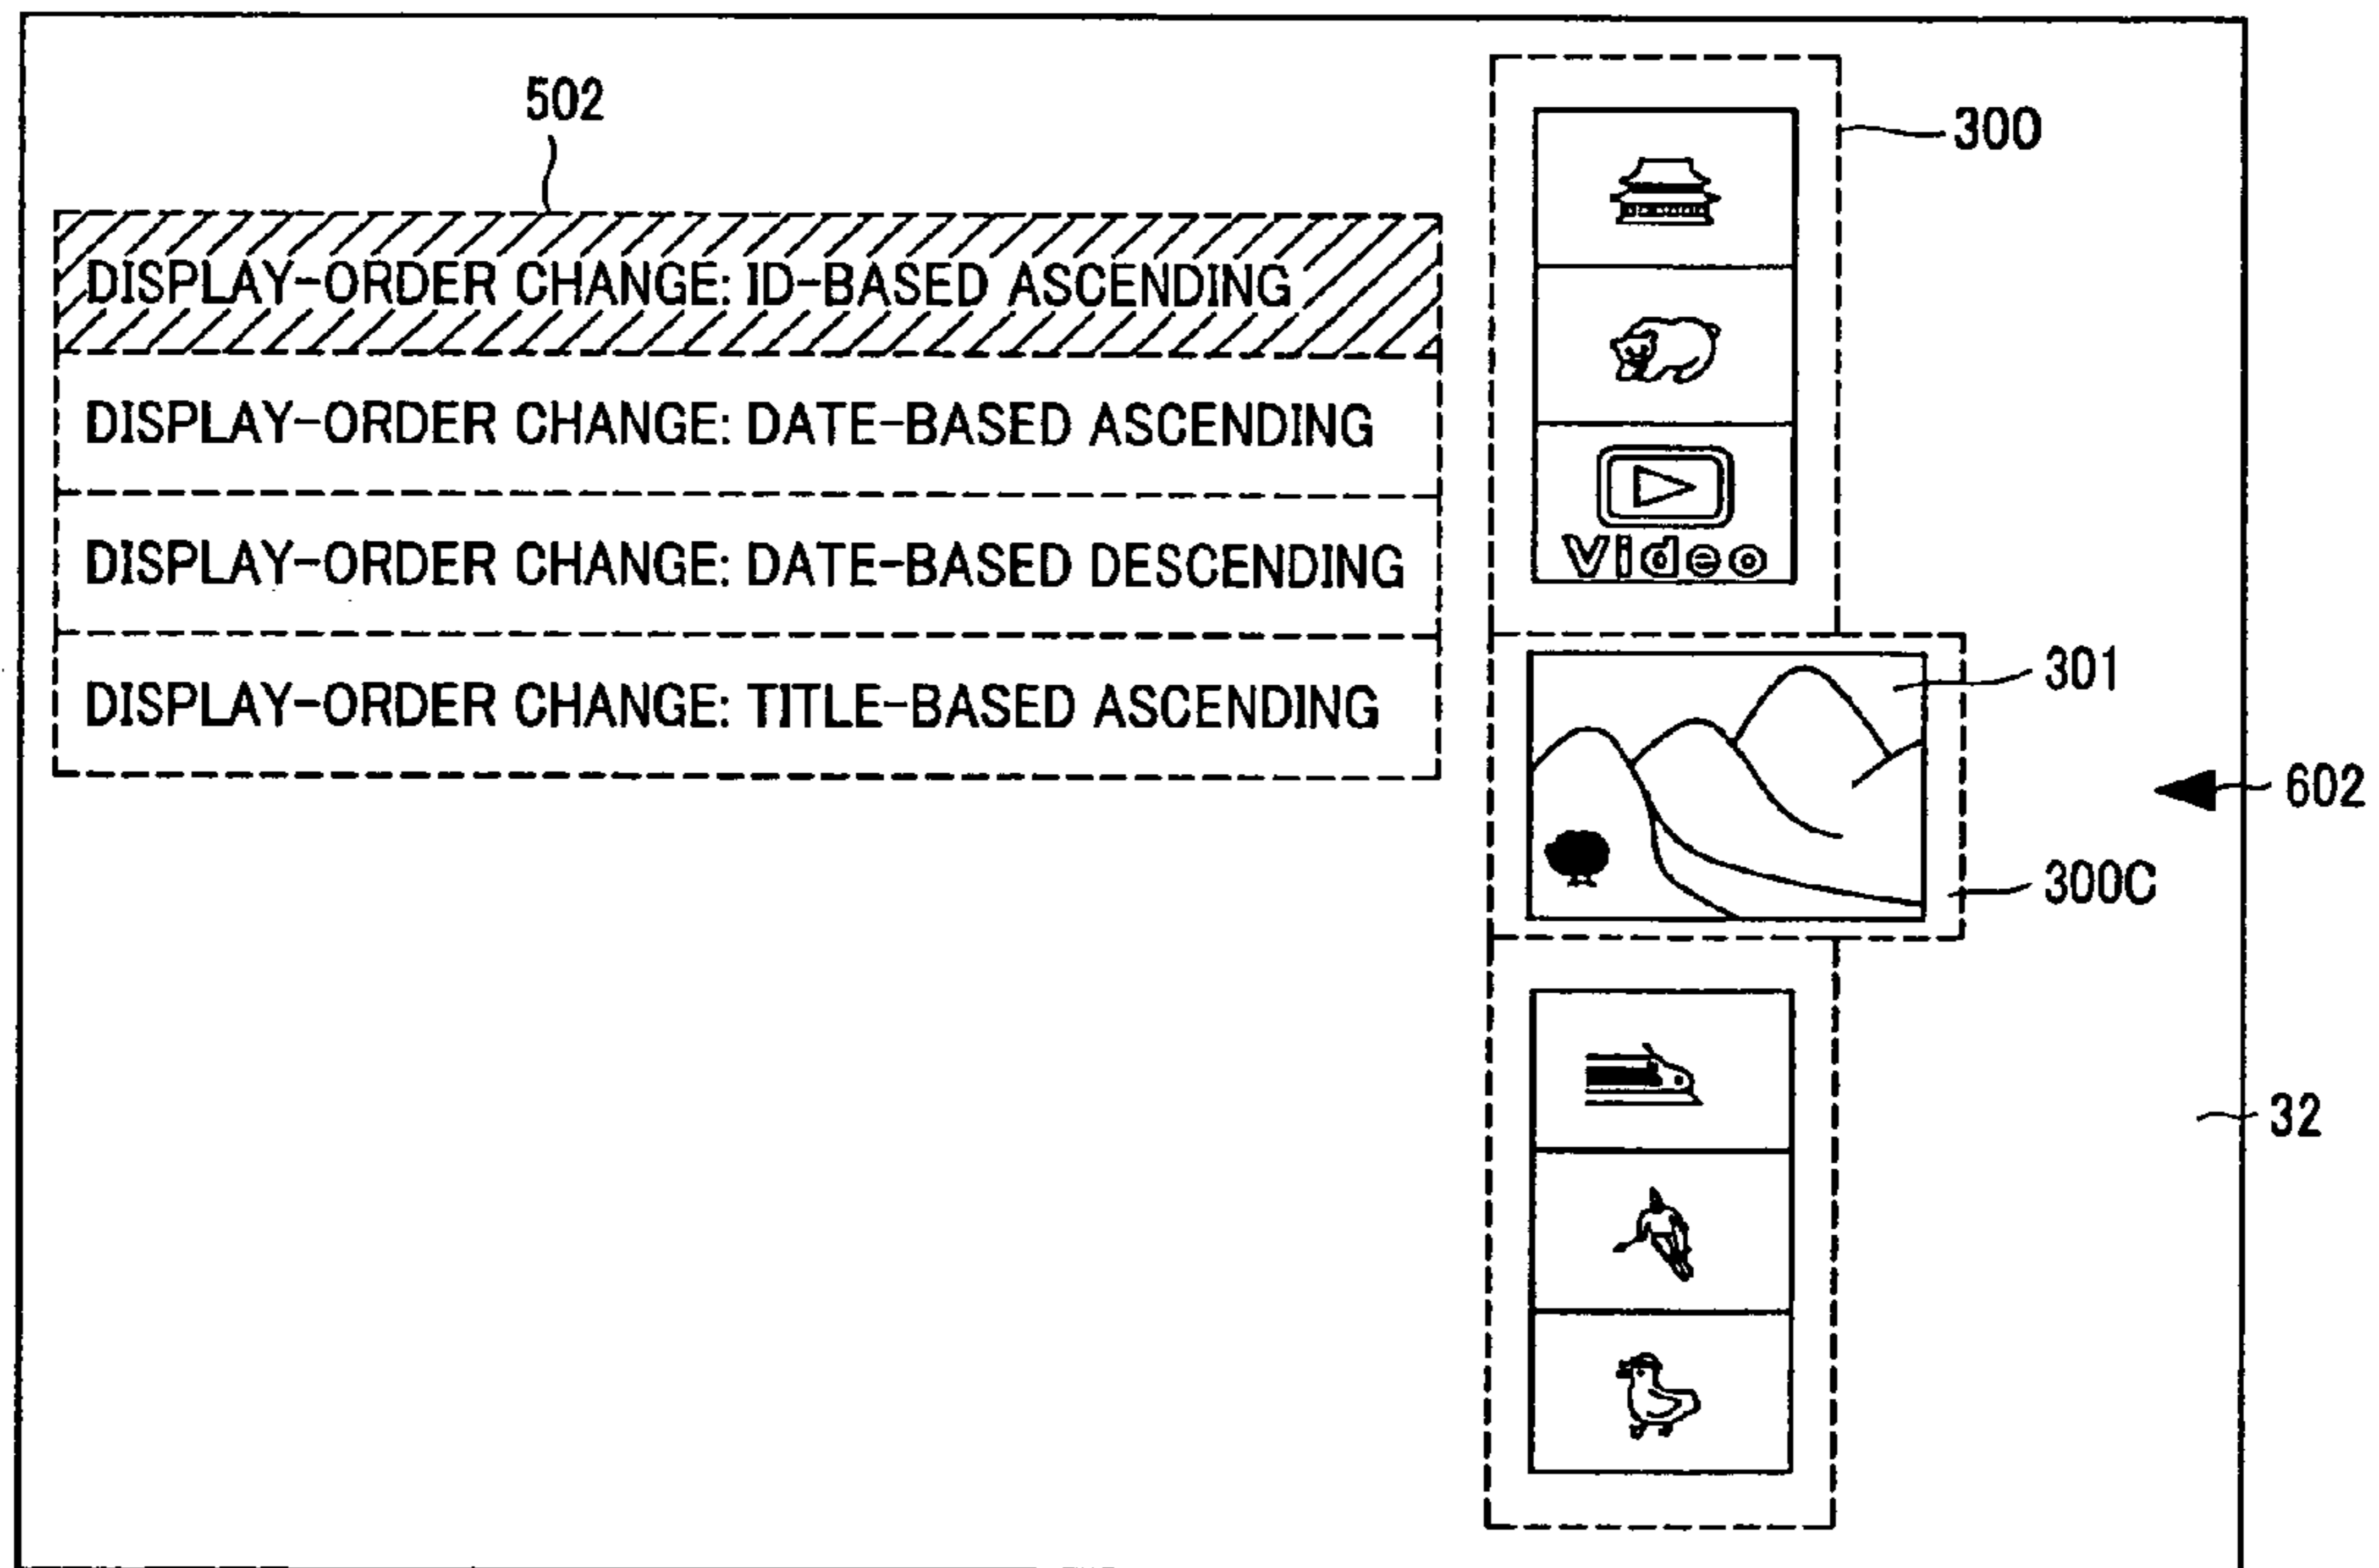 502
300
DISPLAY-ORDER CHANGE: ID-BASED ASCENDING
DISPLAY-ORDER CHANGE: DATE-BASED ASCENDING
DISPLAY-ORDER CHANGE: DATE-BASED DESCENDING
Video
DISPLAY-ORDER CHANGE: TITLE-BASED ASCENDING
301
602
300C
32